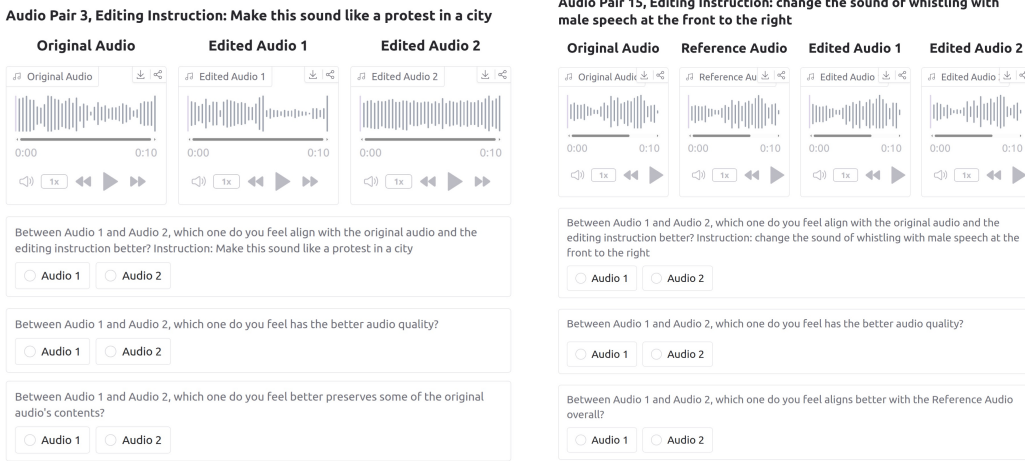 Audio Pair 3, Editing Instruction: Make this sound like a protest in a city
Original Audio Edited Audio 1 Edited Audio 2
Original Audio Edited Audio 1 Edited Audio 2
0:00 0:10 0:00 0:10 0:00 0:10
1x 1x 1x
Between Audio 1 and Audio 2, which one do you feel align with the original audio and the
editing instruction better? Instruction: Make this sound like a protest in a city
Audio 1 Audio 2
Between Audio 1 and Audio 2, which one do you feel has the better audio quality?
Audio 1 Audio 2
Between Audio 1 and Audio 2, which one do you feel better preserves some of the original
audio's contents?
Audio 1 Audio 2
Audio Pair 15, Editing Instruction: change the sound of whistling with
male speech at the front to the right
Original Audio Reference Audio Edited Audio 1 Edited Audio 2
Original Audio Reference Au Edited Audio Edited Audio
0:00 0:10 0:00 0:10 0:00 0:10 0:00 0:10
1x 1x 1x 1x
Between Audio 1 and Audio 2, which one do you feel align with the original audio and the
editing instruction better? Instruction: change the sound of whistling with male speech at the
front to the right
Audio 1 Audio 2
Between Audio 1 and Audio 2, which one do you feel has the better audio quality?
Audio 1 Audio 2
Between Audio 1 and Audio 2, which one do you feel aligns better with the Reference Audio
overall?
Audio 1 Audio 2